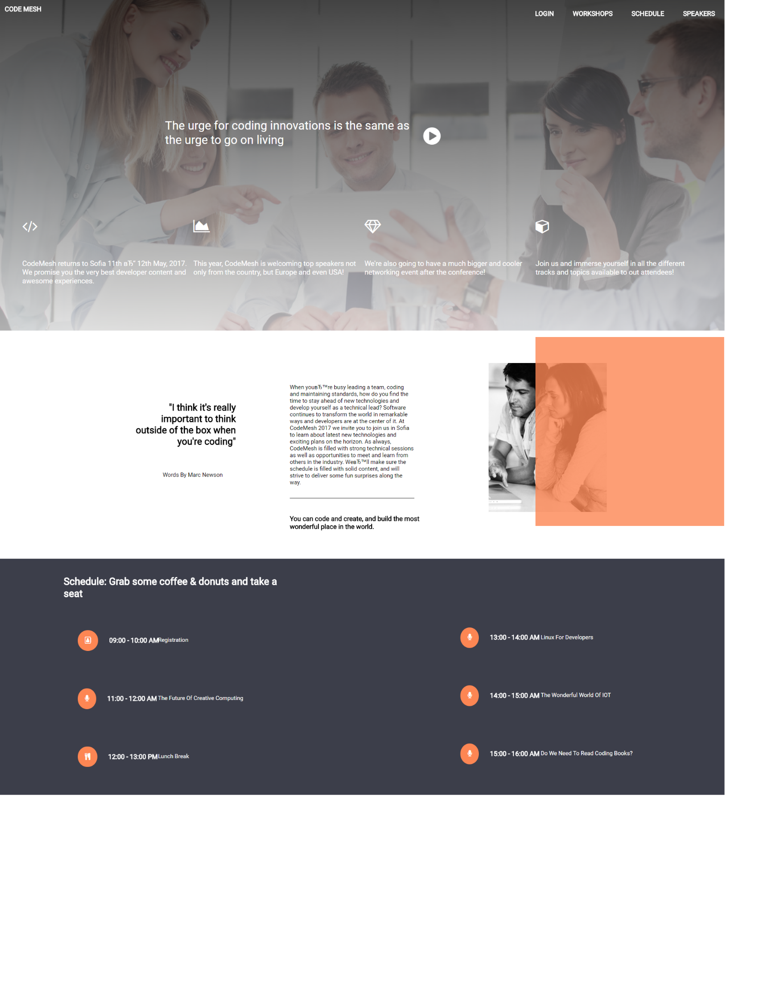 CODE MESH
LOGIN WORKSHOPS SCHEDULE SPEAKERS
The urge for coding innovations is the same as
the urge to go on living
CodeMesh returns to Sofia 11th вЂ“ 12th May, 2017.
We promise you the very best developer content and
awesome experiences.
This year, CodeMesh is welcoming top speakers not
only from the country, but Europe and even USA!
We're also going to have a much bigger and cooler
networking event after the conference!
Join us and immerse yourself in all the different
tracks and topics available to out attendees!
"I think it's really
important to think
outside of the box when
you're coding"
Words By Marc Newson
When youвЂ™re busy leading a team, coding
and maintaining standards, how do you find the
time to stay ahead of new technologies and
develop yourself as a technical lead? Software
continues to transform the world in remarkable
ways and developers are at the center of it. At
CodeMesh 2017 we invite you to join us in Sofia
to learn about latest new technologies and
exciting plans on the horizon. As always,
CodeMesh is filled with strong technical sessions
as well as opportunities to meet and learn from
others in the industry. WeвЂ™ll make sure the
schedule is filled with solid content, and will
strive to deliver some fun surprises along the
way.
You can code and create, and build the most
wonderful place in the world.
Schedule: Grab some coffee & donuts and take a
seat
09:00 - 10:00 AM Registration
11:00 - 12:00 AM The Future Of Creative Computing
12:00 - 13:00 PM Lunch Break
13:00 - 14:00 AM Linux For Developers
14:00 - 15:00 AM The Wonderful World Of IOT
15:00 - 16:00 AM Do We Need To Read Coding Books?